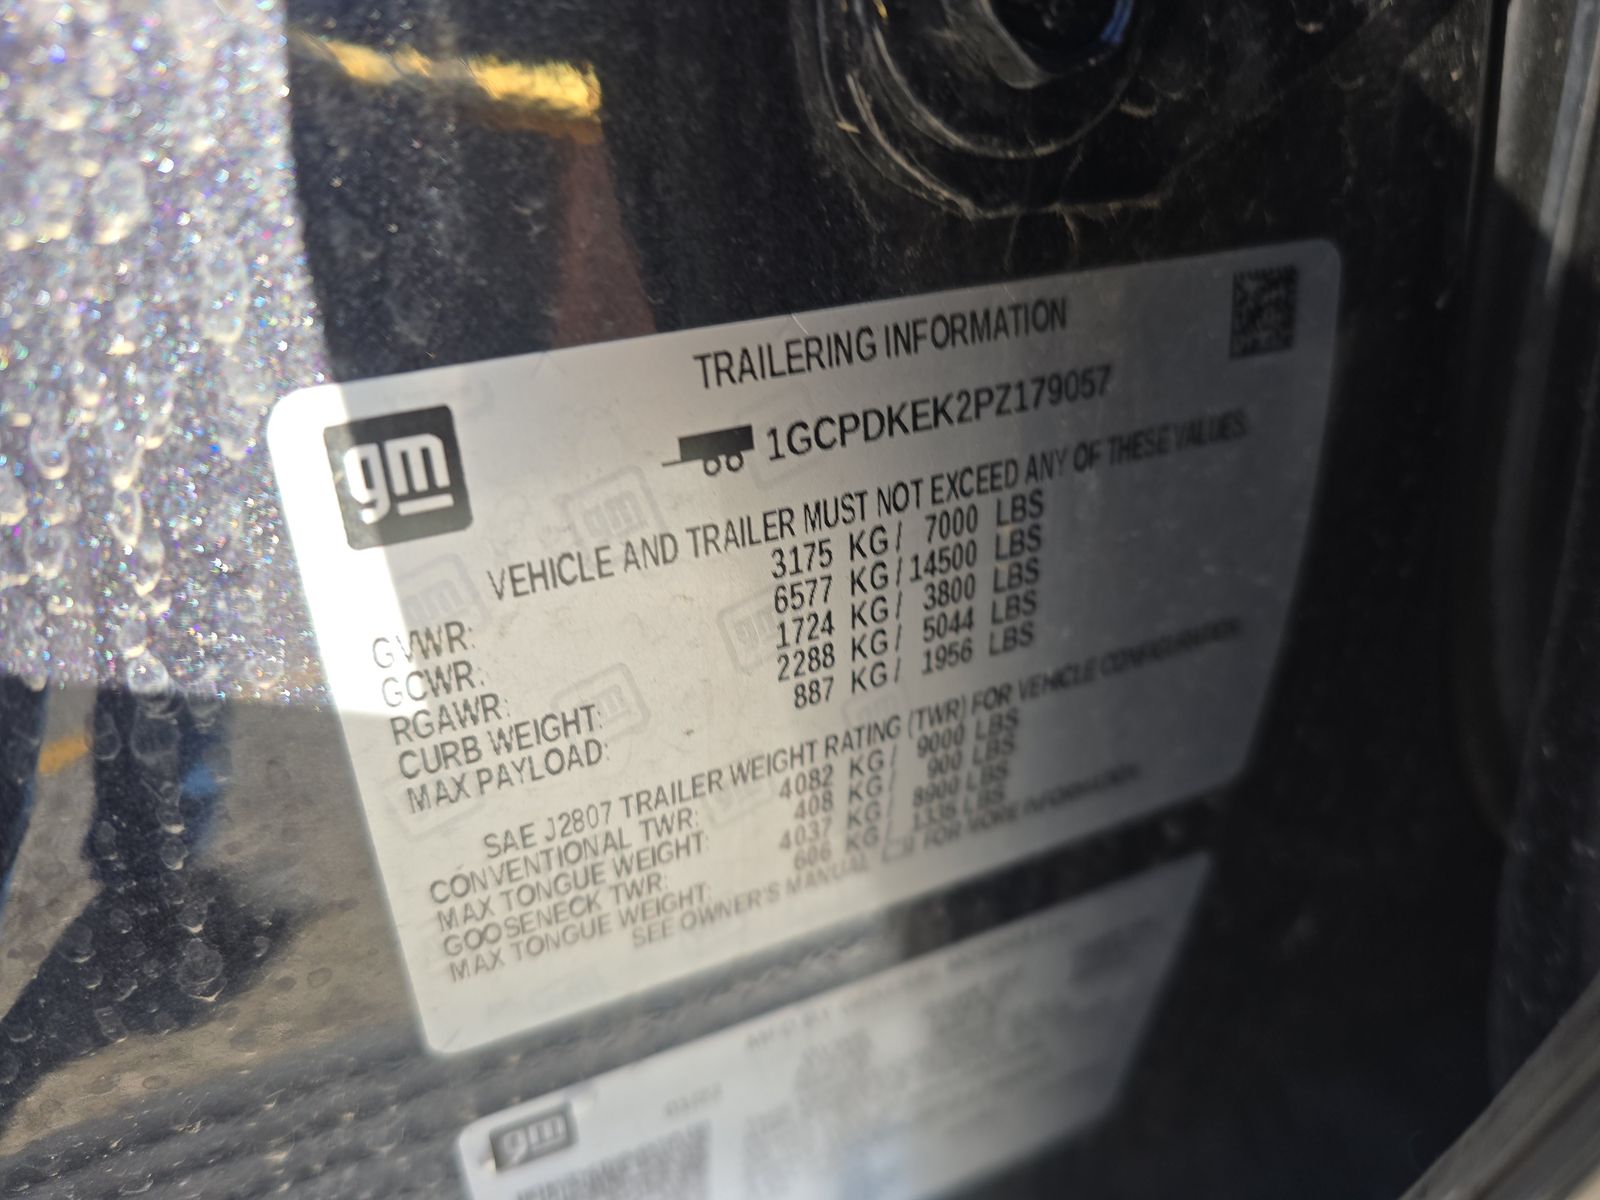 TRAILERING INFORMATION
gm
1GCPDKEK2PZ179057
VEHICLE AND TRAILER MUST NOT EXCEED ANY OF THESE VALUES.
GVWR: 3175 KG/ 7000 LBS
GCWR: 6577 KG/ 14500 LBS
RGAWR: 1724 KG/ 3800 LBS
CURB WEIGHT: 2288 KG/ 5044 LBS
MAX PAYLOAD: 887 KG/ 1956 LBS
SAE J2807 TRAILER WEIGHT RATING (TWR) FOR VEHICLE CONFIGURATION
CONVENTIONAL TWR: 4082 KG/ 9000 LBS
MAX TONGUE WEIGHT: 408 KG/ 900 LBS
GOOSENECK TWR: 4037 KG/ 8900 LBS
MAX TONGUE WEIGHT: 606 KG/ 1336 LBS
SEE OWNER'S MANUAL FOR MORE INFORMATION
gm